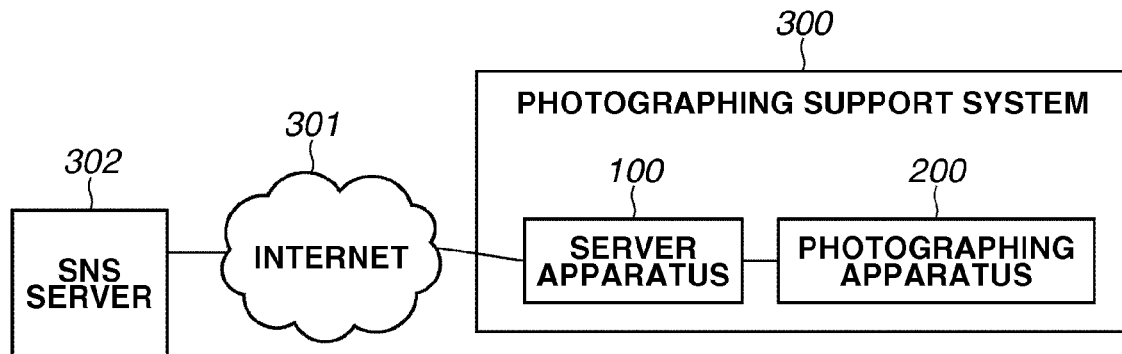 300
PHOTOGRAPHING SUPPORT SYSTEM
301
302
100
200
SNS
SERVER
INTERNET
SERVER
APPARATUS
PHOTOGRAPHING
APPARATUS